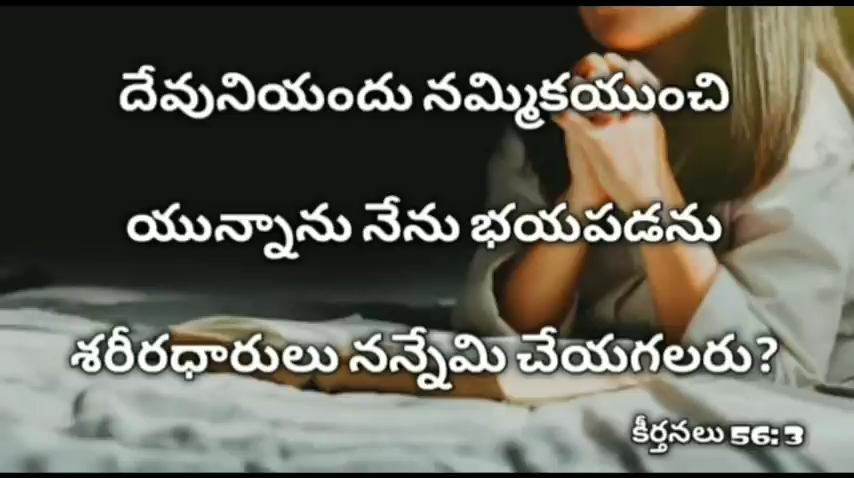 దేవునియందు నమ్మికయుంచి
యున్నాను నేను భయపడను
శరీరధారులు నన్నేమి చేయగలరు?
కీర్తనలు 56:3